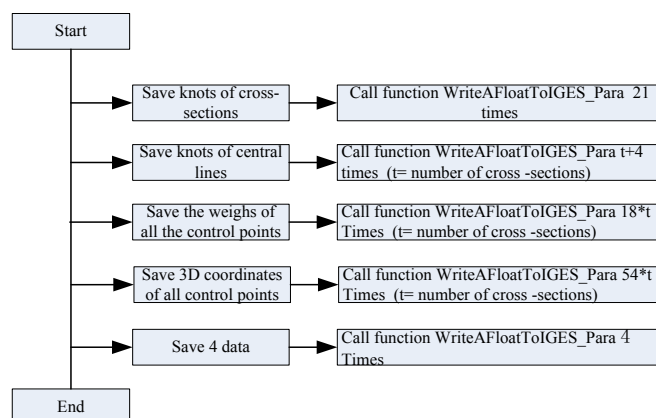 Start
Save knots of cross-
sections
Call function WriteAFloatToIGES_Para 21
times
Save knots of central
lines
Call function WriteAFloatToIGES_Para t+4
times (t= number of cross -sections)
Save the weighs of
all the control points
Call function WriteAFloatToIGES_Para 18*t
Times (t= number of cross -sections)
Save 3D coordinates
of all control points
Call function WriteAFloatToIGES_Para 54*t
Times (t= number of cross -sections)
Save 4 data
Call function WriteAFloatToIGES_Para 4
Times
End